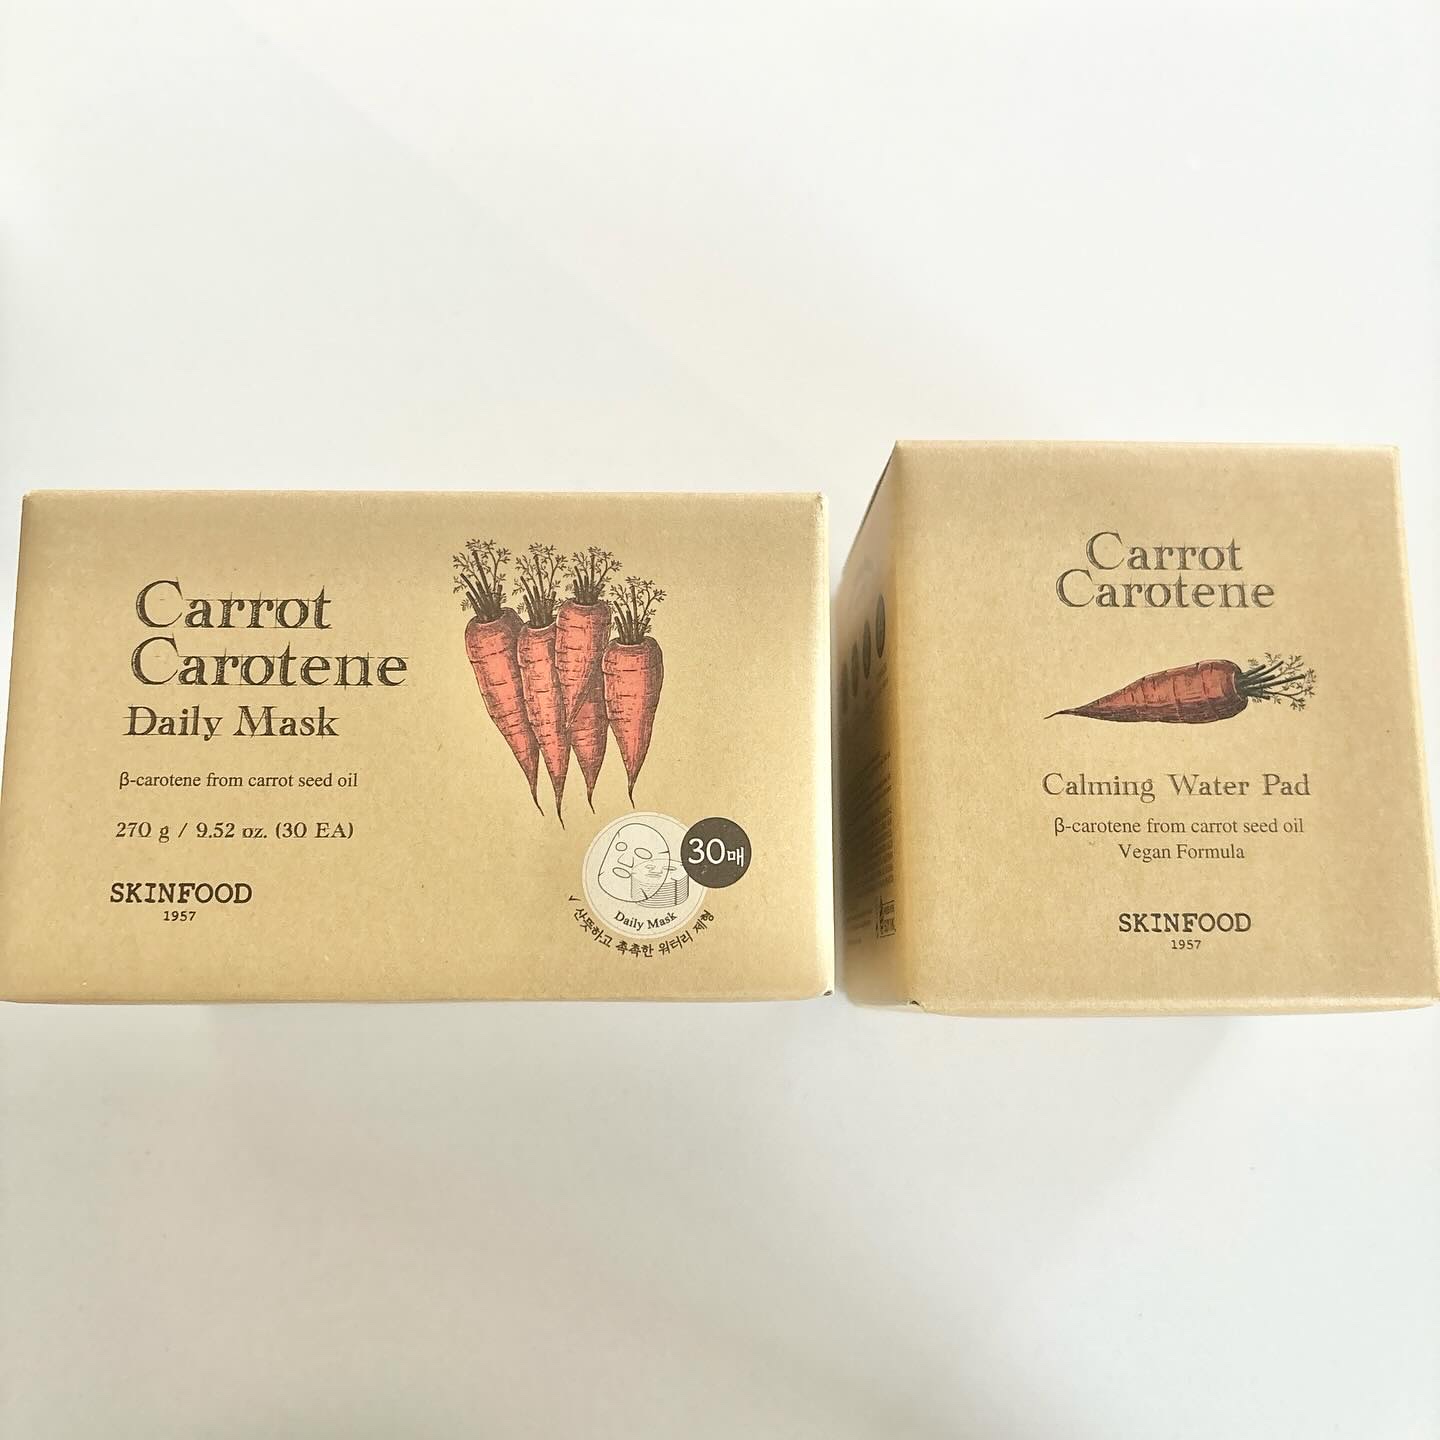 Carrot
Carotene
Daily Mask
β-carotene from carrot seed oil
270 g / 9.52 oz. (30 EA)
SKINFOOD
1957
30매
Daily Mask
✓ 산뜻하고 촉촉한 워터리 제형
Carrot
Carotene
Calming Water Pad
β-carotene from carrot seed oil
Vegan Formula
SKINFOOD
1957